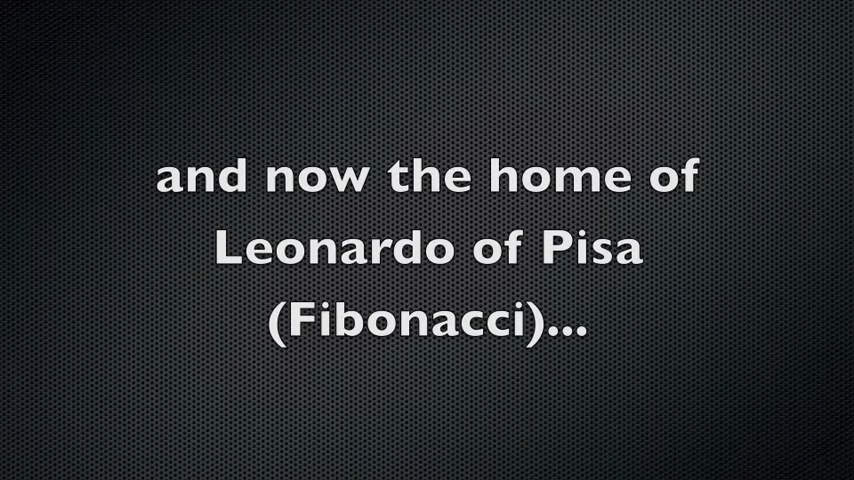 and now the home of
Leonardo of Pisa
(Fibonacci)...